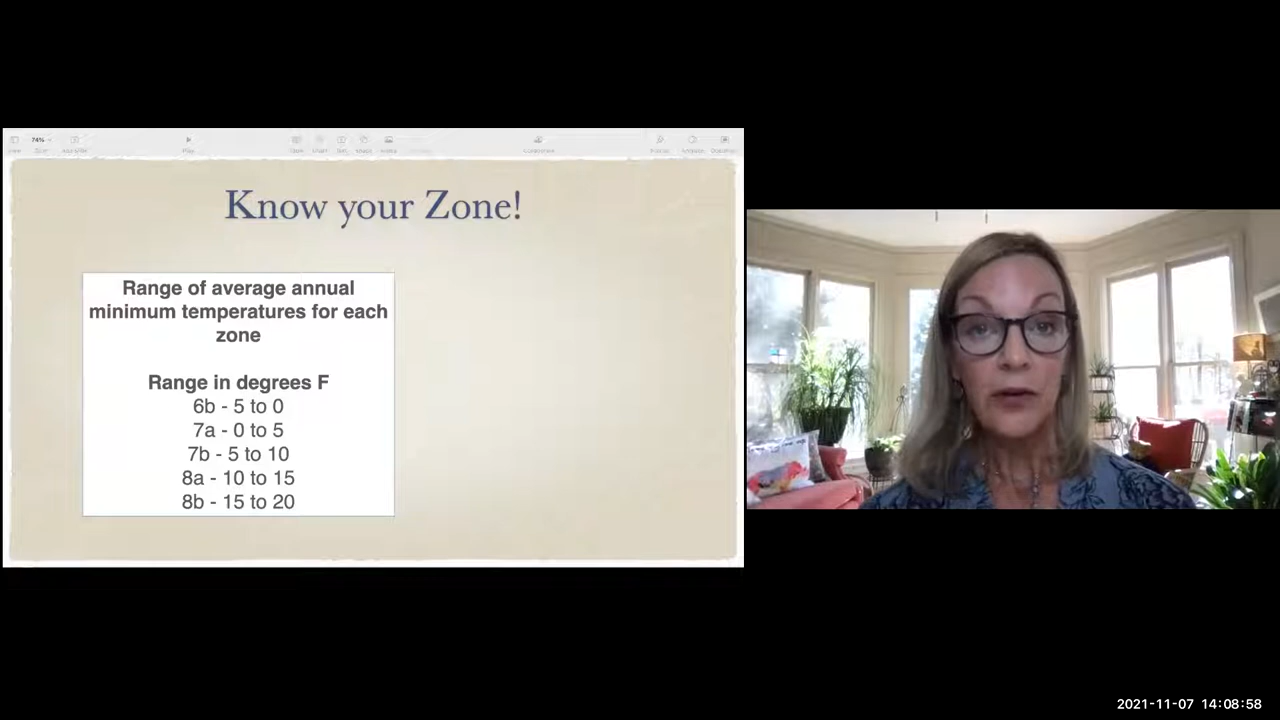 74%
Play
Know your Zone!
Range of average annual
minimum temperatures for each
zone
Range in degrees F
6b - 5 to 0
7a - 0 to 5
7b - 5 to 10
8a - 10 to 15
8b - 15 to 20
2021-11-07 14:08:58